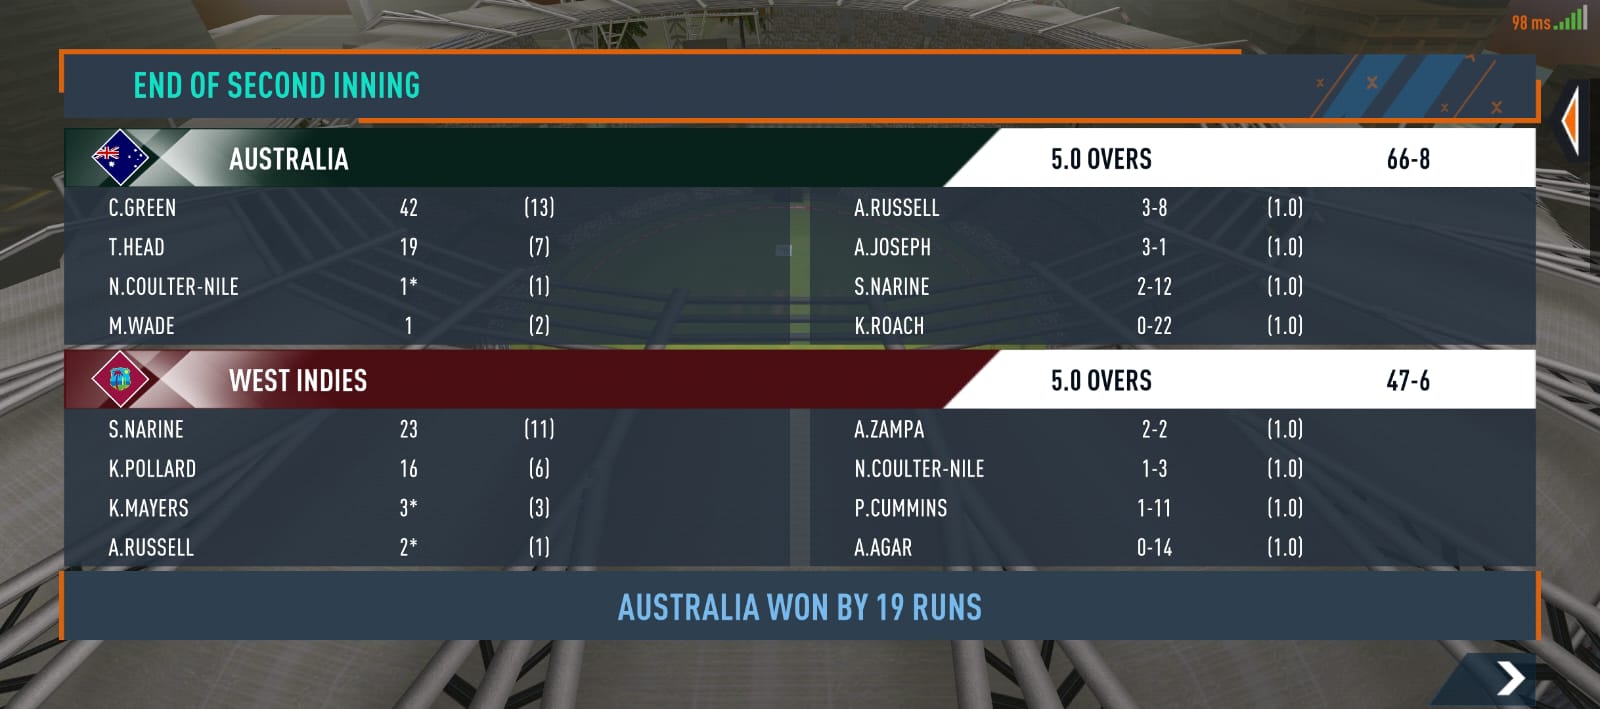 98 ms
END OF SECOND INNING
AUSTRALIA 5.0 OVERS 66-8
C.GREEN 42 (13) A.RUSSELL 3-8 (1.0)
T.HEAD 19 (7) A.JOSEPH 3-1 (1.0)
N.COULTER-NILE 1* (1) S.NARINE 2-12 (1.0)
M.WADE 1 (2) K.ROACH 0-22 (1.0)
WEST INDIES 5.0 OVERS 47-6
S.NARINE 23 (11) A.ZAMPA 2-2 (1.0)
K.POLLARD 16 (6) N.COULTER-NILE 1-3 (1.0)
K.MAYERS 3* (3) P.CUMMINS 1-11 (1.0)
A.RUSSELL 2* (1) A.AGAR 0-14 (1.0)
AUSTRALIA WON BY 19 RUNS